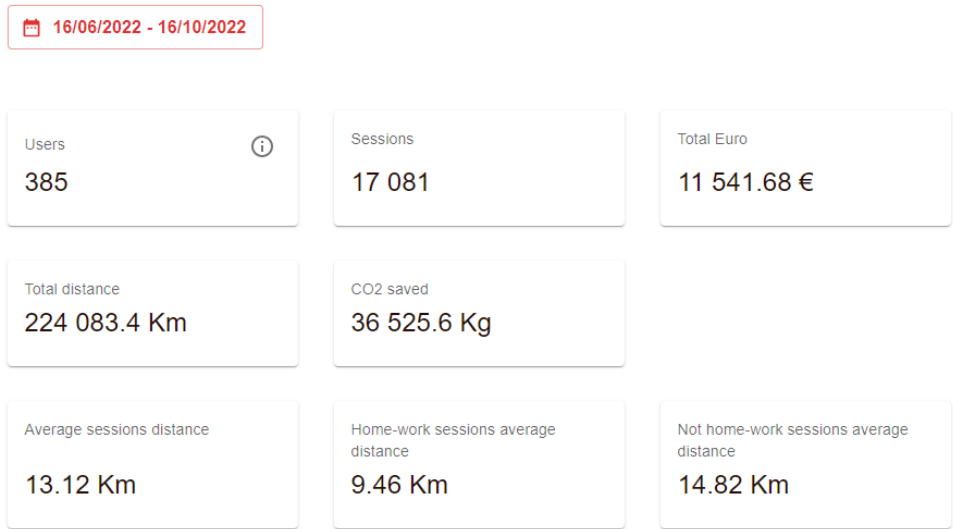 16/06/2022 - 16/10/2022
Users
385
Sessions
17 081
Total Euro
11 541.68 €
Total distance
224 083.4 Km
CO2 saved
36 525.6 Kg
Average sessions distance
13.12 Km
Home-work sessions average
distance
9.46 Km
Not home-work sessions average
distance
14.82 Km